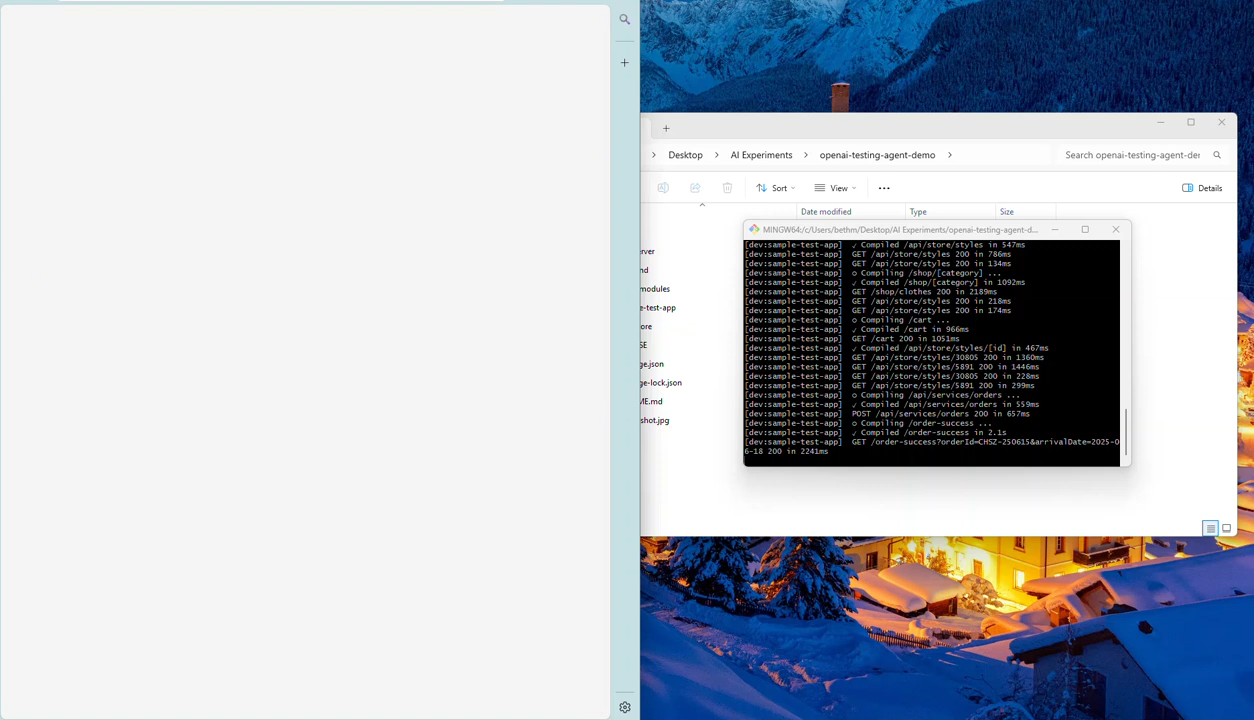 Desktop
AI Experiments
openai-testing-agent-demo
Search openai-testing-agent-der
Sort
View
Details
Date modified
Type
Size
erver
nd
modules
e-test-app
ore
SE
ge.json
ge-lock.json
ME.md
shot.jpg
MINGW64:/c/Users/bethm/Desktop/AI Experiments/openai-testing-agent-d...
[dev:sample-test-app] ✓ Compiled /api/store/styles in 547ms
[dev:sample-test-app] GET /api/store/styles 200 in 786ms
[dev:sample-test-app] GET /api/store/styles 200 in 134ms
[dev:sample-test-app] ○ Compiling /shop/[category] ...
[dev:sample-test-app] ✓ Compiled /shop/[category] in 1092ms
[dev:sample-test-app] GET /shop/clothes 200 in 2189ms
[dev:sample-test-app] GET /api/store/styles 200 in 218ms
[dev:sample-test-app] GET /api/store/styles 200 in 174ms
[dev:sample-test-app] ○ Compiling /cart ...
[dev:sample-test-app] ✓ Compiled /cart in 966ms
[dev:sample-test-app] GET /cart 200 in 1051ms
[dev:sample-test-app] ✓ Compiled /api/store/styles/[id] in 467ms
[dev:sample-test-app] GET /api/store/styles/30805 200 in 1360ms
[dev:sample-test-app] GET /api/store/styles/5891 200 in 1446ms
[dev:sample-test-app] GET /api/store/styles/30805 200 in 228ms
[dev:sample-test-app] GET /api/store/styles/5891 200 in 299ms
[dev:sample-test-app] ○ Compiling /api/services/orders ...
[dev:sample-test-app] ✓ Compiled /api/services/orders in 559ms
[dev:sample-test-app] POST /api/services/orders 200 in 657ms
[dev:sample-test-app] ○ Compiling /order-success ...
[dev:sample-test-app] ✓ Compiled /order-success in 2.1s
[dev:sample-test-app] GET /order-success?orderId=CHSZ-250615&arrivalDate=2025-0
6-18 200 in 2241ms